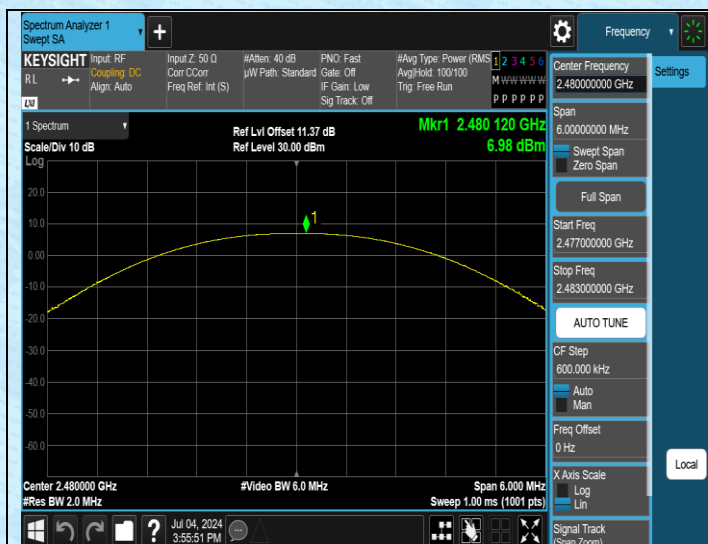 Spectrum Analyzer 1
Swept SA
Frequency
KEYSIGHT
R L
LXI
Input: RF
Coupling: DC
Align: Auto
Input Z: 50 Ω
Corr CCorr
Freq Ref: Int (S)
#Atten: 40 dB
µW Path: Standard
PNO: Fast
Gate: Off
IF Gain: Low
Sig Track: Off
#Avg Type: Power (RMS
Avg|Hold: 100/100
Trig: Free Run
1 2 3 4 5 6
M W W W W W
P P P P P P
Center Frequency
2.480000000 GHz
Settings
Span
6.00000000 MHz
Swept Span
Zero Span
Full Span
Start Freq
2.477000000 GHz
Stop Freq
2.483000000 GHz
AUTO TUNE
CF Step
600.000 kHz
Auto
Man
Freq Offset
0 Hz
X Axis Scale
Log
Lin
Signal Track
(Span Zoom)
Local
1 Spectrum
Scale/Div 10 dB
Ref Lvl Offset 11.37 dB
Ref Level 30.00 dBm
Mkr1 2.480 120 GHz
6.98 dBm
Log
20.0
10.0
0.00
-10.0
-20.0
-30.0
-40.0
-50.0
-60.0
1
Center 2.480000 GHz
#Res BW 2.0 MHz
#Video BW 6.0 MHz
Span 6.000 MHz
Sweep 1.00 ms (1001 pts)
?
Jul 04, 2024
3:55:51 PM